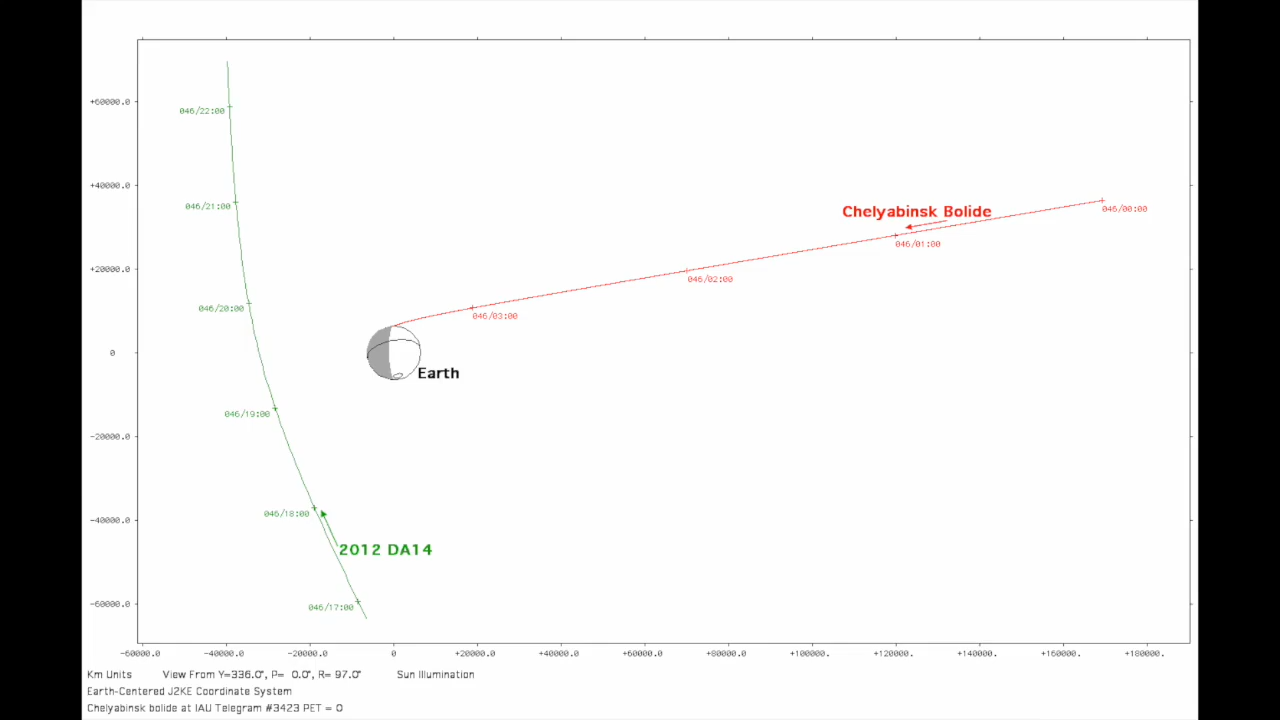 +60000.0
046/22:00
+40000.0
Chelyabinsk Bolide
046/00:00
046/21:00
046/01:00
+20000.0
046/02:00
046/20:00
046/03:00
0
Earth
046/19:00
-20000.0
046/18:00
-40000.0
2012 DA14
-60000.0
046/17:00
-60000.0 -40000.0 -20000.0 0 +20000.0 +40000.0 +60000.0 +80000.0 +100000. +120000. +140000. +160000. +180000.
Km Units View From Y=336.0°, P= 0.0°, R= 97.0° Sun Illumination
Earth-Centered J2KE Coordinate System
Chelyabinsk bolide at IAU Telegram #3423 PET = 0